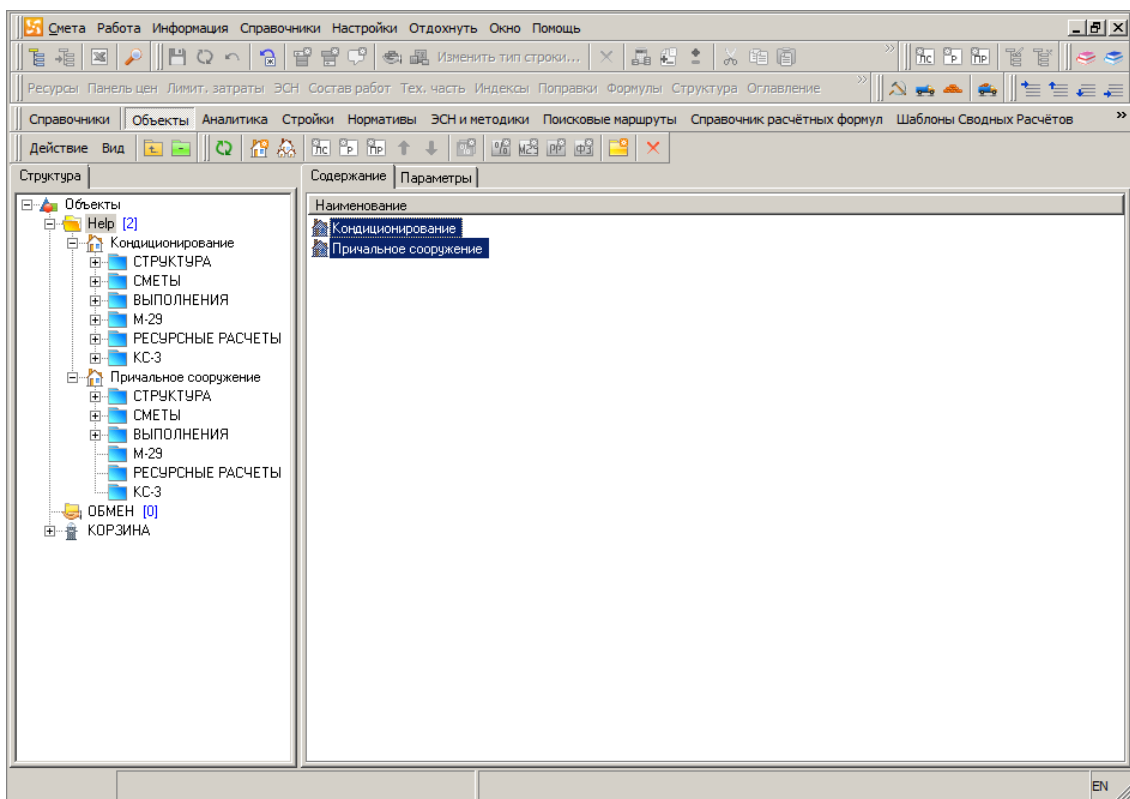 Смета Работа Информация Справочники Настройки Отдохнуть Окно Помощь
Изменить тип строки...
Ресурсы Панель цен Лимит. затраты ЭСН Состав работ Тех. часть Индексы Поправки Формулы Структура Оглавление
Справочники Объекты Аналитика Стройки Нормативы ЭСН и методики Поисковые маршруты Справочник расчётных формул Шаблоны Сводных Расчётов
Действие Вид
Структура
Содержание Параметры
Объекты
Help [2]
Кондиционирование
СТРУКТУРА
СМЕТЫ
ВЫПОЛНЕНИЯ
М-29
РЕСУРСНЫЕ РАСЧЕТЫ
КС-3
Причальное сооружение
СТРУКТУРА
СМЕТЫ
ВЫПОЛНЕНИЯ
М-29
РЕСУРСНЫЕ РАСЧЕТЫ
КС-3
ОБМЕН [0]
КОРЗИНА
Наименование
Кондиционирование
Причальное сооружение
EN